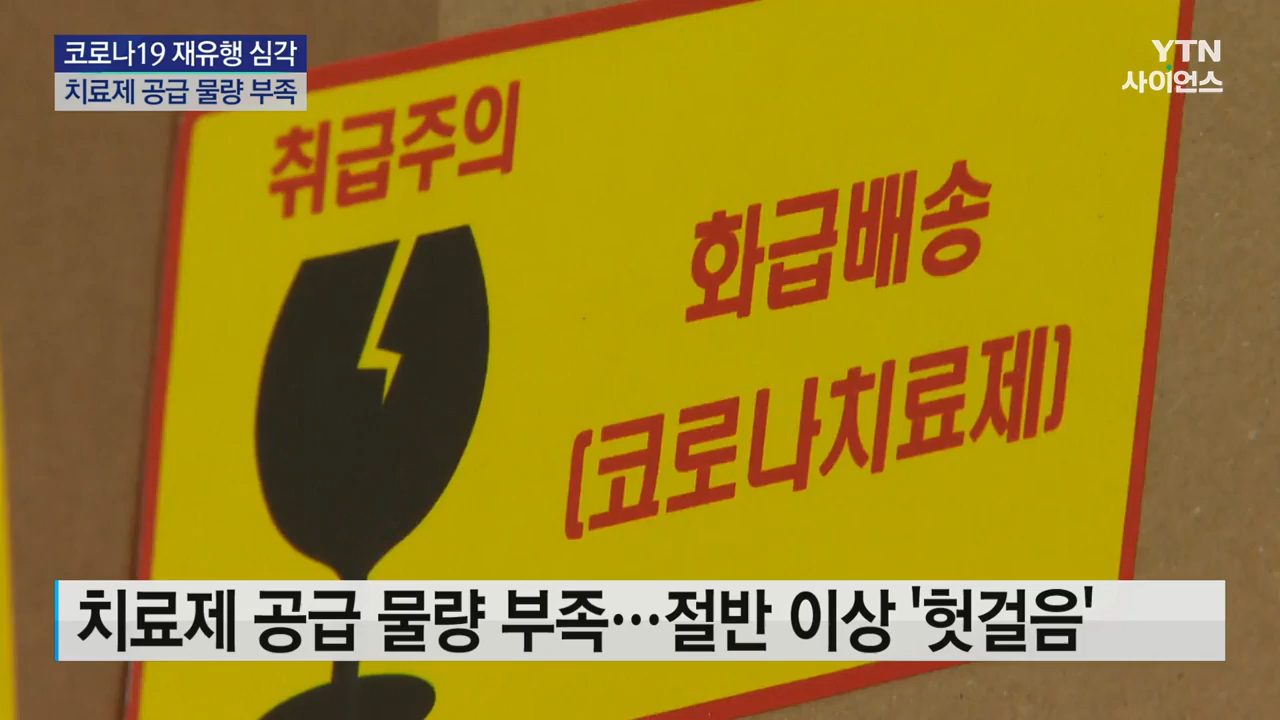 코로나19 재유행 심각
치료제 공급 물량 부족
YTN
사이언스
취급주의
화급배송
(코로나치료제)
치료제 공급 물량 부족…절반 이상 '헛걸음'